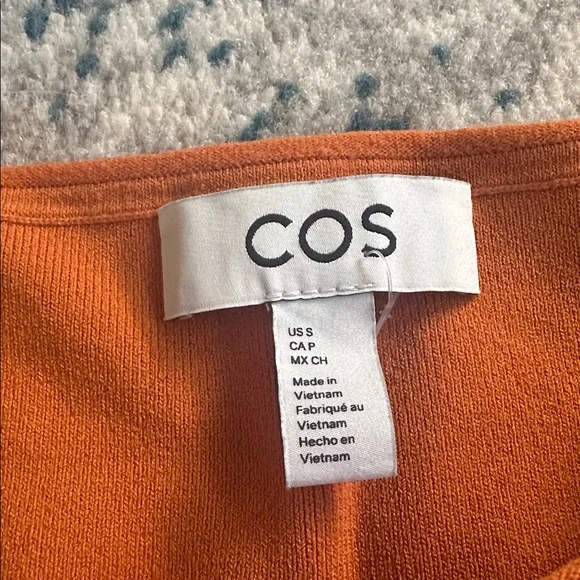 COS
US S
CA P
MX CH
Made in
Vietnam
Fabriqué au
Vietnam
Hecho en
Vietnam